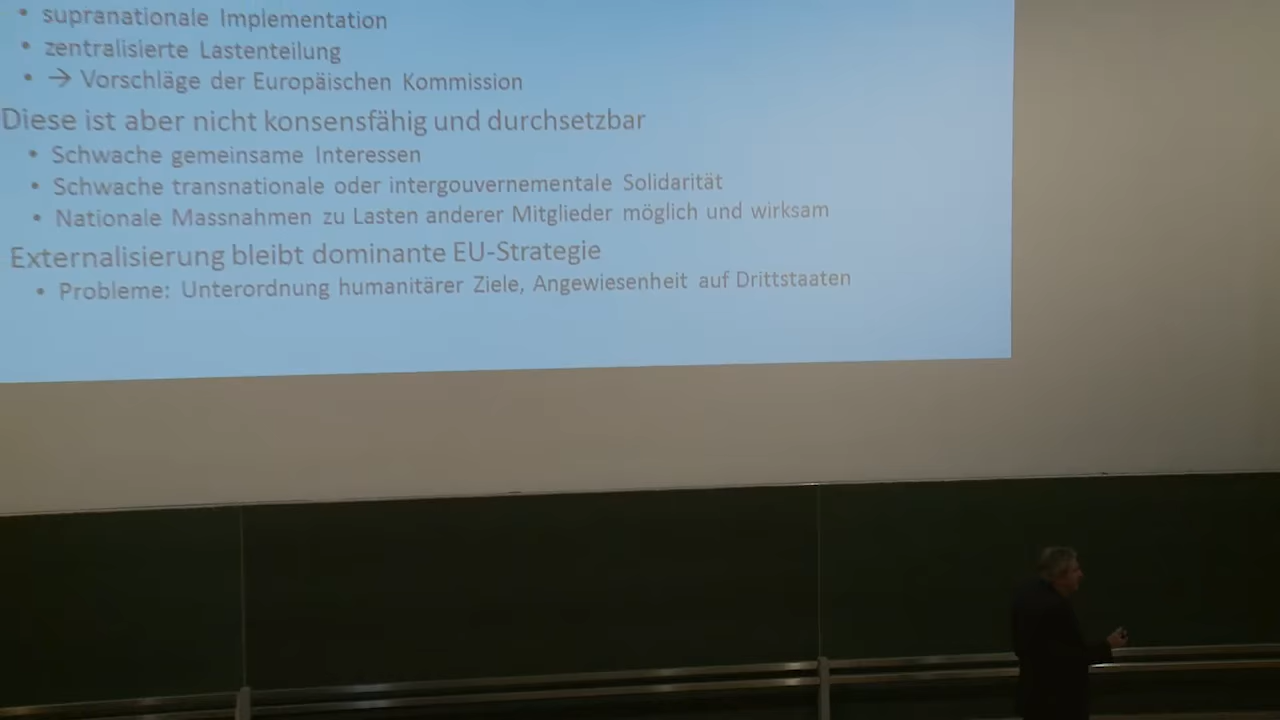 • supranationale Implementation
• zentralisierte Lastenteilung
• → Vorschläge der Europäischen Kommission
Diese ist aber nicht konsensfähig und durchsetzbar
• Schwache gemeinsame Interessen
• Schwache transnationale oder intergouvernementale Solidarität
• Nationale Massnahmen zu Lasten anderer Mitglieder möglich und wirksam
Externalisierung bleibt dominante EU-Strategie
• Probleme: Unterordnung humanitärer Ziele, Angewiesenheit auf Drittstaaten